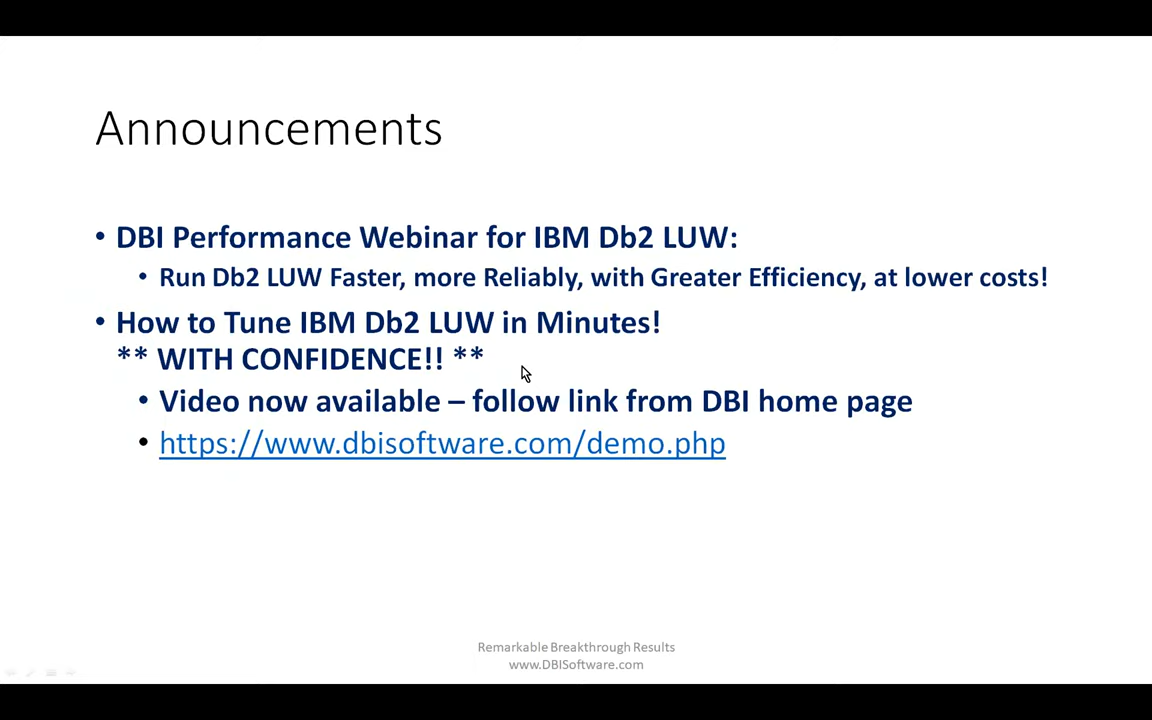 Announcements
• DBI Performance Webinar for IBM Db2 LUW:
• Run Db2 LUW Faster, more Reliably, with Greater Efficiency, at lower costs!
• How to Tune IBM Db2 LUW in Minutes!
** WITH CONFIDENCE!! **
• Video now available – follow link from DBI home page
• https://www.dbisoftware.com/demo.php
Remarkable Breakthrough Results
www.DBISoftware.com